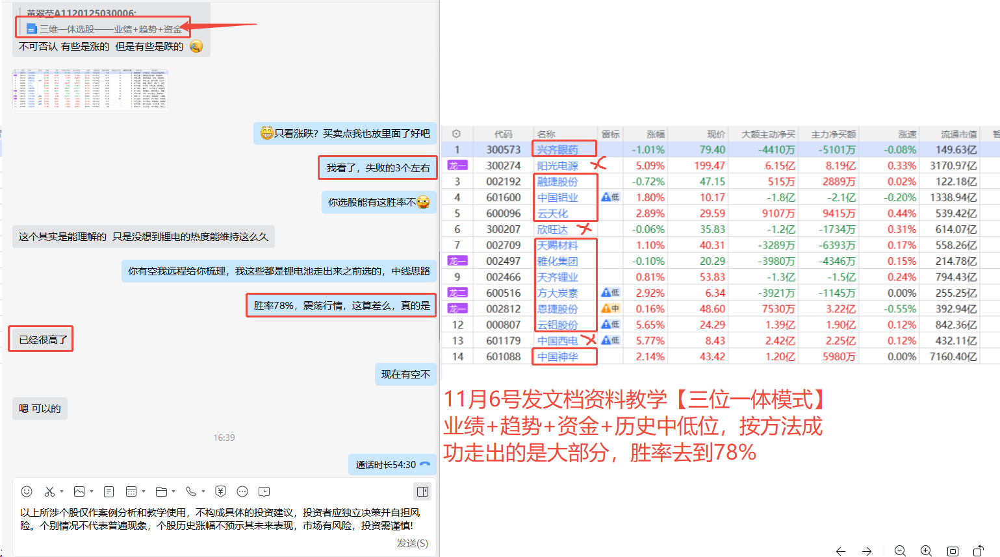 黄翠莹A1120125030006:
三维一体选股——业绩+趋势+资金
不可否认 有些是涨的 但是有些是跌的
只看涨跌？买卖点我也放里面了好吧
我看了，失败的3个左右
你选股能有这胜率不
这个其实是能理解的 只是没想到锂电的热度能维持这么久
你有空我远程给你梳理，我这些都是锂电池走出来之前选的，中线思路
胜率78%，震荡行情，这算差么，真的是
已经很高了
现在有空不
嗯 可以的
16:39
通话时长54:30
以上所涉个股仅作案例分析和教学使用，不构成具体的投资建议，投资者应独立决策并自担风
险。个别情况不代表普遍现象，个股历史涨幅不预示其未来表现，市场有风险，投资需谨慎!
发送(S)
代码 名称 雷标 涨幅 现价 大额主动净买 主力净买额 涨速 流通市值
1 300573 兴齐眼药 -1.01% 79.40 -4410万 -5101万 -0.08% 149.63亿
龙一 300274 阳光电源 5.09% 199.47 6.15亿 8.19亿 0.33% 3170.97亿
3 002192 融捷股份 -0.72% 47.15 515万 2889万 0.02% 122.18亿
4 601600 中国铝业 低 1.80% 10.17 -1.8亿 -2.1亿 -0.20% 1338.94亿
5 600096 云天化 2.89% 29.59 9107万 9415万 0.44% 539.42亿
6 300207 欣旺达 -0.06% 35.83 -1.2亿 -1734万 0.31% 614.07亿
7 002709 天赐材料 1.10% 40.31 -3289万 -6393万 0.17% 558.26亿
龙一 002497 雅化集团 -0.10% 20.29 -3980万 -4346万 0.15% 214.78亿
9 002466 天齐锂业 0.81% 53.83 -1.3亿 -1.5亿 0.24% 794.43亿
龙二 600516 方大炭素 低 2.92% 6.34 -3921万 -1145万 0.00% 255.25亿
龙一 002812 恩捷股份 中 0.16% 48.60 7530万 3.22亿 -0.55% 392.94亿
12 000807 云铝股份 低 5.65% 24.29 1.39亿 1.90亿 0.12% 842.36亿
13 601179 中国西电 低 5.77% 8.43 2.42亿 2.25亿 0.12% 432.11亿
14 601088 中国神华 2.14% 43.42 1.20亿 5980万 0.00% 7160.40亿
11月6号发文档资料教学【三位一体模式】
业绩+趋势+资金+历史中低位，按方法成
功走出的是大部分，胜率去到78%